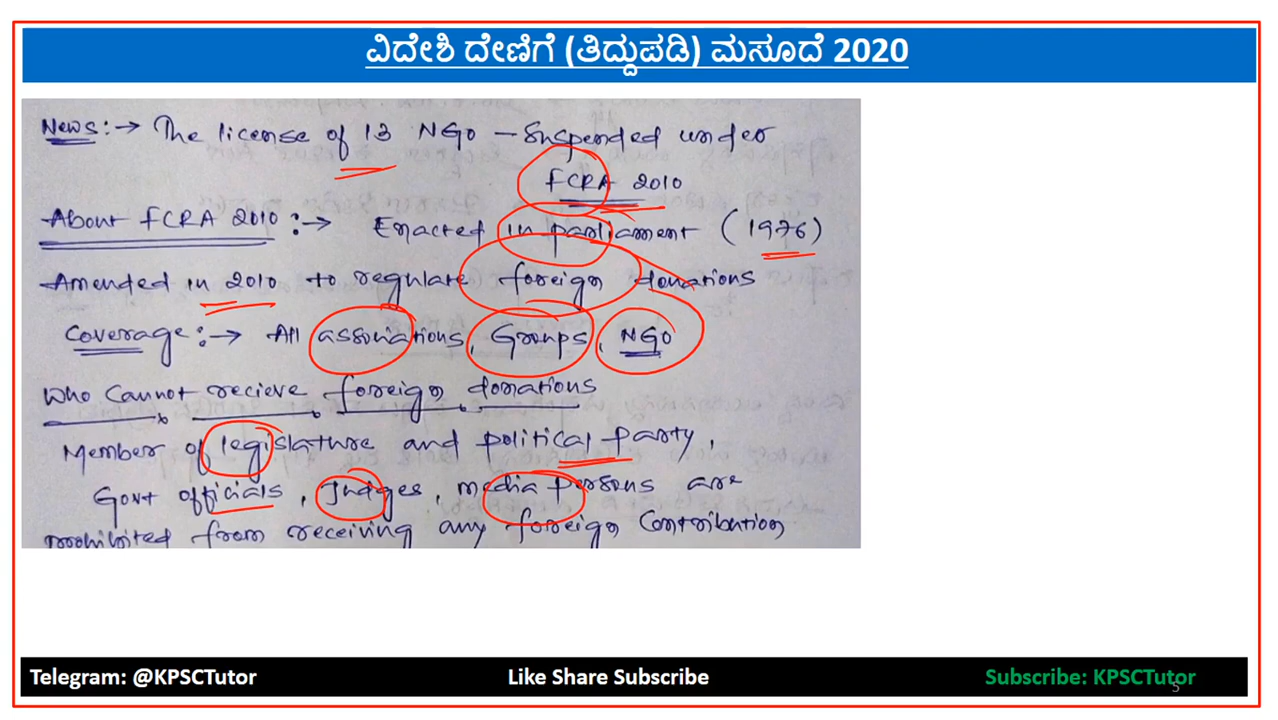 ವಿದೇಶಿ ದೇಣಿಗೆ (ತಿದ್ದುಪಡಿ) ಮಸೂದೆ 2020
News:→ The license of 13 NGO – Suspended under
FCRA 2010
About FCRA 2010 :→ Enacted in parliament (1976)
Amended in 2010 to regulate foreign donations
Coverage:→ All associations, Groups, NGO
Who Cannot recieve foreign donations
Member of legislature and political party,
Govt officials, Judges, media persons are
prohibited from receiving any foreign Contribution
Telegram: @KPSCTutor
Like Share Subscribe
Subscribe: KPSCTutor
5